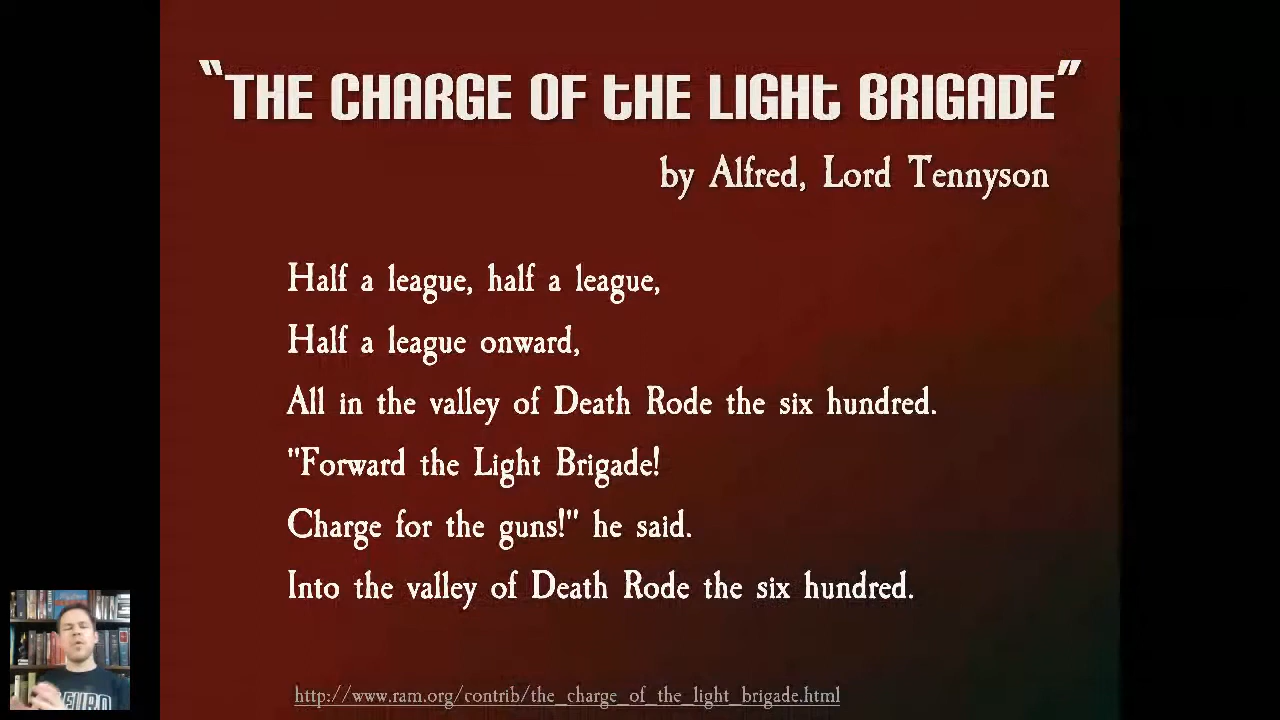 "THE CHARGE OF tHE LIGHt BRIGADE"
by Alfred, Lord Tennyson
Half a league, half a league,
Half a league onward,
All in the valley of Death Rode the six hundred.
"Forward the Light Brigade!
Charge for the guns!" he said.
Into the valley of Death Rode the six hundred.
http://www.ram.org/contrib/the_charge_of_the_light_brigade.html